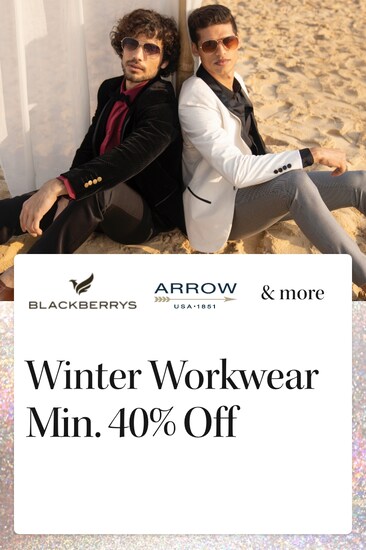 BLACKBERRYS
ARROW
USA•1851
& more
Winter Workwear
Min. 40% Off